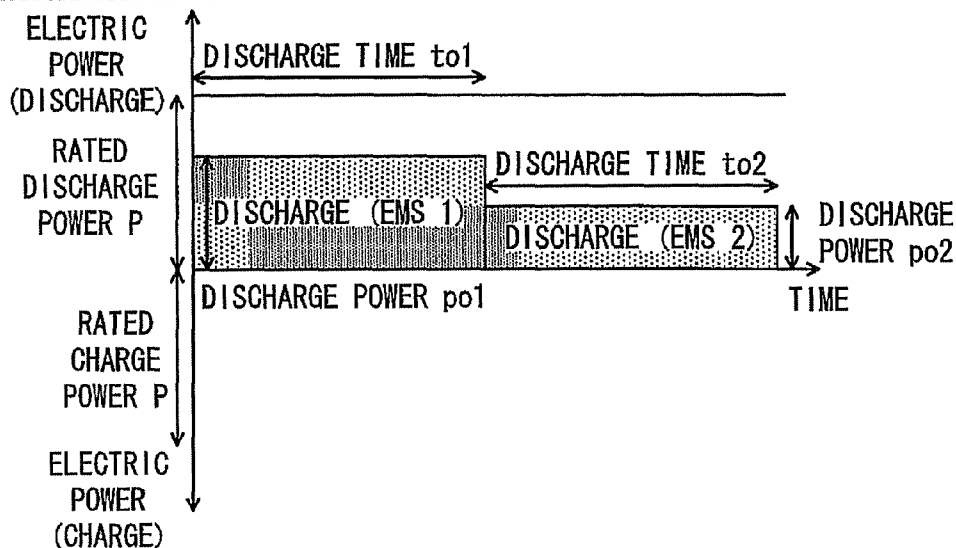 ELECTRIC
POWER
(DISCHARGE)
DISCHARGE TIME to1
RATED
DISCHARGE
POWER P
DISCHARGE TIME to2
DISCHARGE (EMS 1)
DISCHARGE (EMS 2)
DISCHARGE
POWER po2
DISCHARGE POWER po1
TIME
RATED
CHARGE
POWER P
ELECTRIC
POWER
(CHARGE)